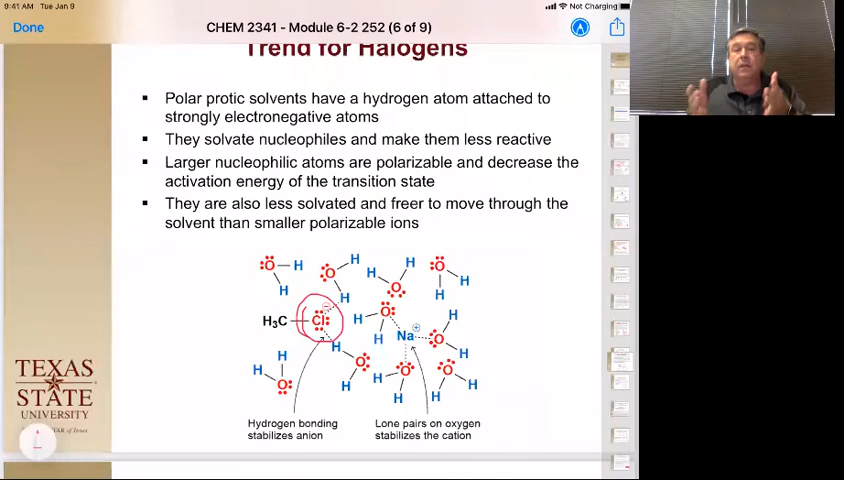 9:41 AM Tue Jan 9
Not Charging
Done
CHEM 2341 - Module 6-2 252 (6 of 9)
Trend for Halogens
▪ Polar protic solvents have a hydrogen atom attached to
strongly electronegative atoms
▪ They solvate nucleophiles and make them less reactive
▪ Larger nucleophilic atoms are polarizable and decrease the
activation energy of the transition state
▪ They are also less solvated and freer to move through the
solvent than smaller polarizable ions
O H
H
O H
H
H O H
O H
H
H3C Cl ⊖
H O H
Na ⊕
O H
H
H O H
H O
H
H O H
O H
H
Hydrogen bonding
stabilizes anion
Lone pairs on oxygen
stabilizes the cation
TEXAS
STATE
UNIVERSITY